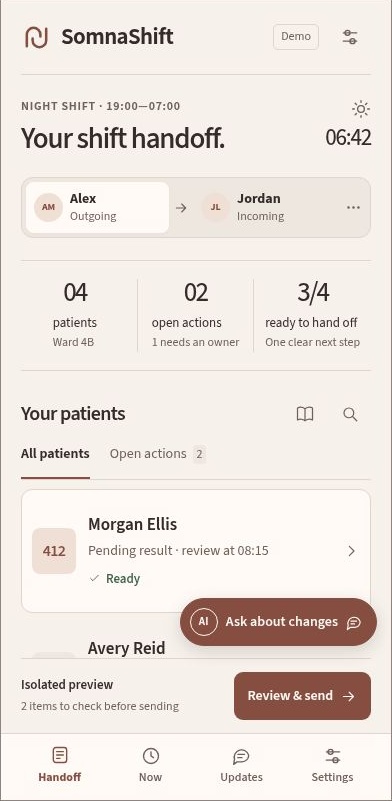 SomnaShift
Demo
NIGHT SHIFT · 19:00—07:00
Your shift handoff.
06:42
AM
Alex
Outgoing
JL
Jordan
Incoming
04
patients
Ward 4B
02
open actions
1 needs an owner
3/4
ready to hand off
One clear next step
Your patients
All patients
Open actions 2
412
Morgan Ellis
Pending result · review at 08:15
Ready
AI Ask about changes
Avery Reid
Isolated preview
2 items to check before sending
Review & send
Handoff
Now
Updates
Settings